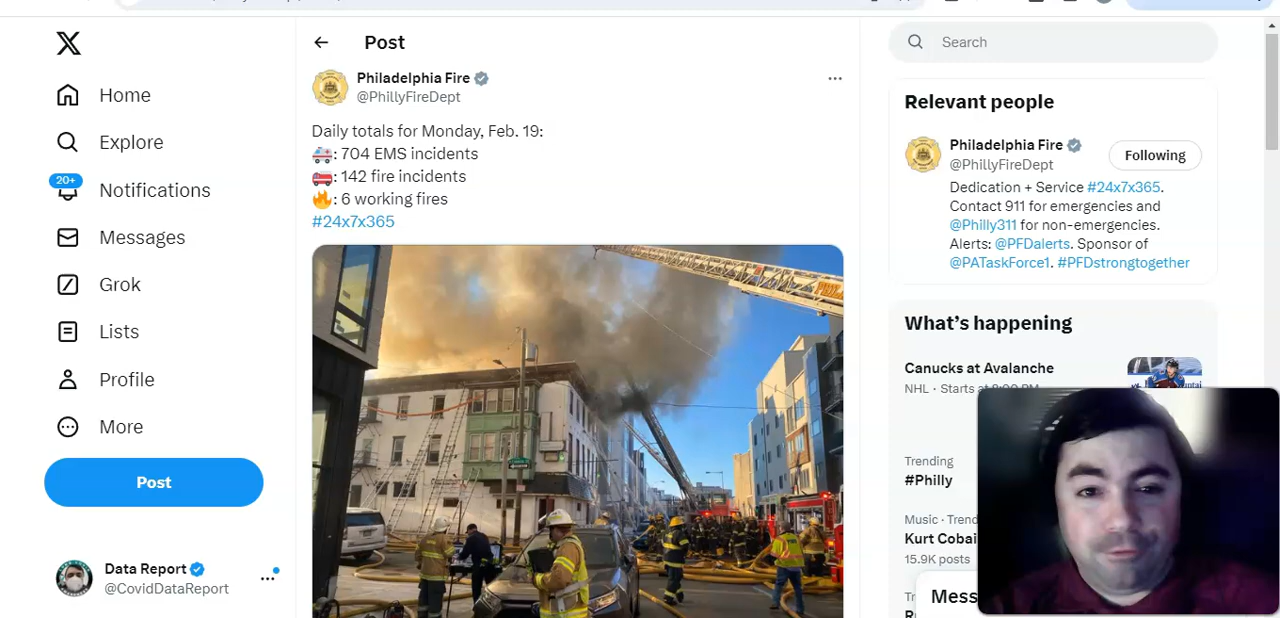 Home
Explore
20+
Notifications
Messages
Grok
Lists
Profile
More
Post
Data Report
@CovidDataReport
Post
Philadelphia Fire
@PhillyFireDept
Daily totals for Monday, Feb. 19:
: 704 EMS incidents
: 142 fire incidents
: 6 working fires
#24x7x365
Search
Relevant people
Philadelphia Fire
@PhillyFireDept
Following
Dedication + Service #24x7x365.
Contact 911 for emergencies and
@Philly311 for non-emergencies.
Alerts: @PFDalerts. Sponsor of
@PATaskForce1. #PFDstrongtogether
What's happening
Canucks at Avalanche
NHL · Starts at
Trending
#Philly
Music · Trend
Kurt Cobai
15.9K posts
Mess